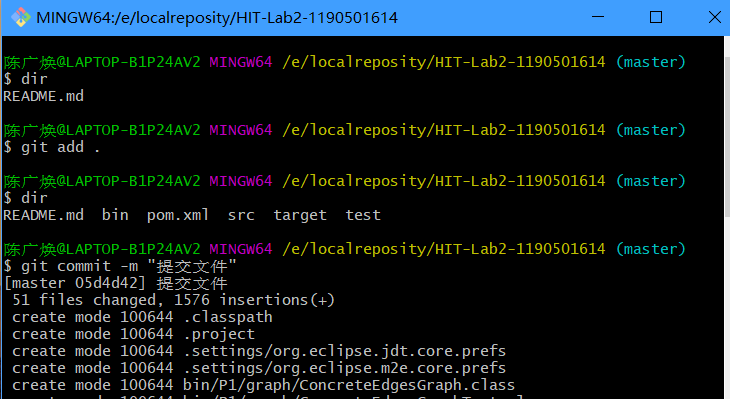 MINGW64:/e/localreposity/HIT-Lab2-1190501614
陈广焕@LAPTOP-B1P24AV2 MINGW64 /e/localreposity/HIT-Lab2-1190501614 (master)
$ dir
README.md
陈广焕@LAPTOP-B1P24AV2 MINGW64 /e/localreposity/HIT-Lab2-1190501614 (master)
$ git add .
陈广焕@LAPTOP-B1P24AV2 MINGW64 /e/localreposity/HIT-Lab2-1190501614 (master)
$ dir
README.md  bin  pom.xml  src  target  test
陈广焕@LAPTOP-B1P24AV2 MINGW64 /e/localreposity/HIT-Lab2-1190501614 (master)
$ git commit -m "提交文件"
[master 05d4d42] 提交文件
 51 files changed, 1576 insertions(+)
 create mode 100644 .classpath
 create mode 100644 .project
 create mode 100644 .settings/org.eclipse.jdt.core.prefs
 create mode 100644 .settings/org.eclipse.m2e.core.prefs
 create mode 100644 bin/P1/graph/ConcreteEdgesGraph.class